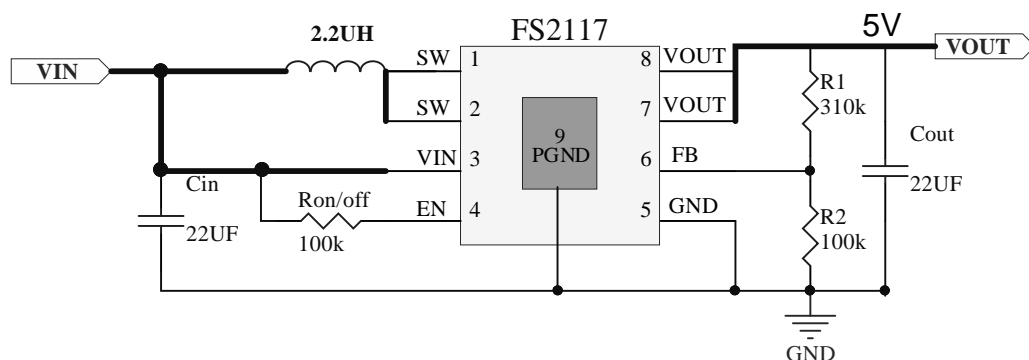 FS2117
5V
2.2UH
VIN
SW
1
8
VOUT
VOUT
R1
310k
SW
2
7
VOUT
9
PGND
Cout
22UF
VIN
3
6
FB
Cin
22UF
Ron/off
100k
EN
4
5
GND
R2
100k
GND